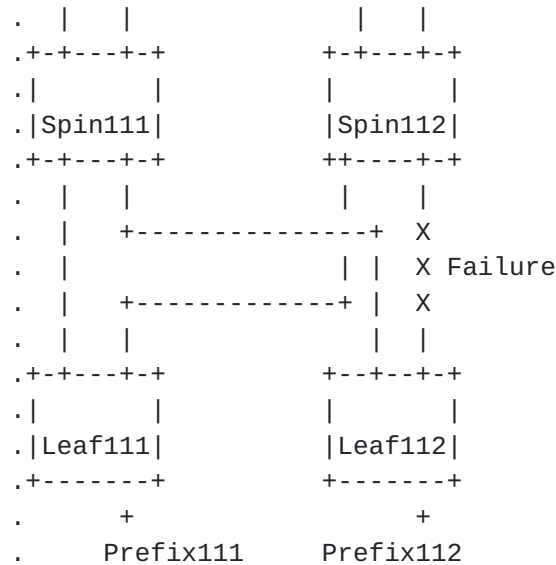 .  |   |              |   |
.+-+---+-+          +-+---+-+
.|       |          |       |
.|Spin111|          |Spin112|
.+-+---+-+          ++----+-+
.  |   |             |    |
.  |   +---------------+  X
.  |                 | |  X Failure
.  |   +-------------+ |  X
.  |   |               |  |
.+-+---+-+          +--+--+-+
.|       |          |       |
.|Leaf111|          |Leaf112|
.+-------+          +-------+
.      +                  +
.     Prefix111     Prefix112